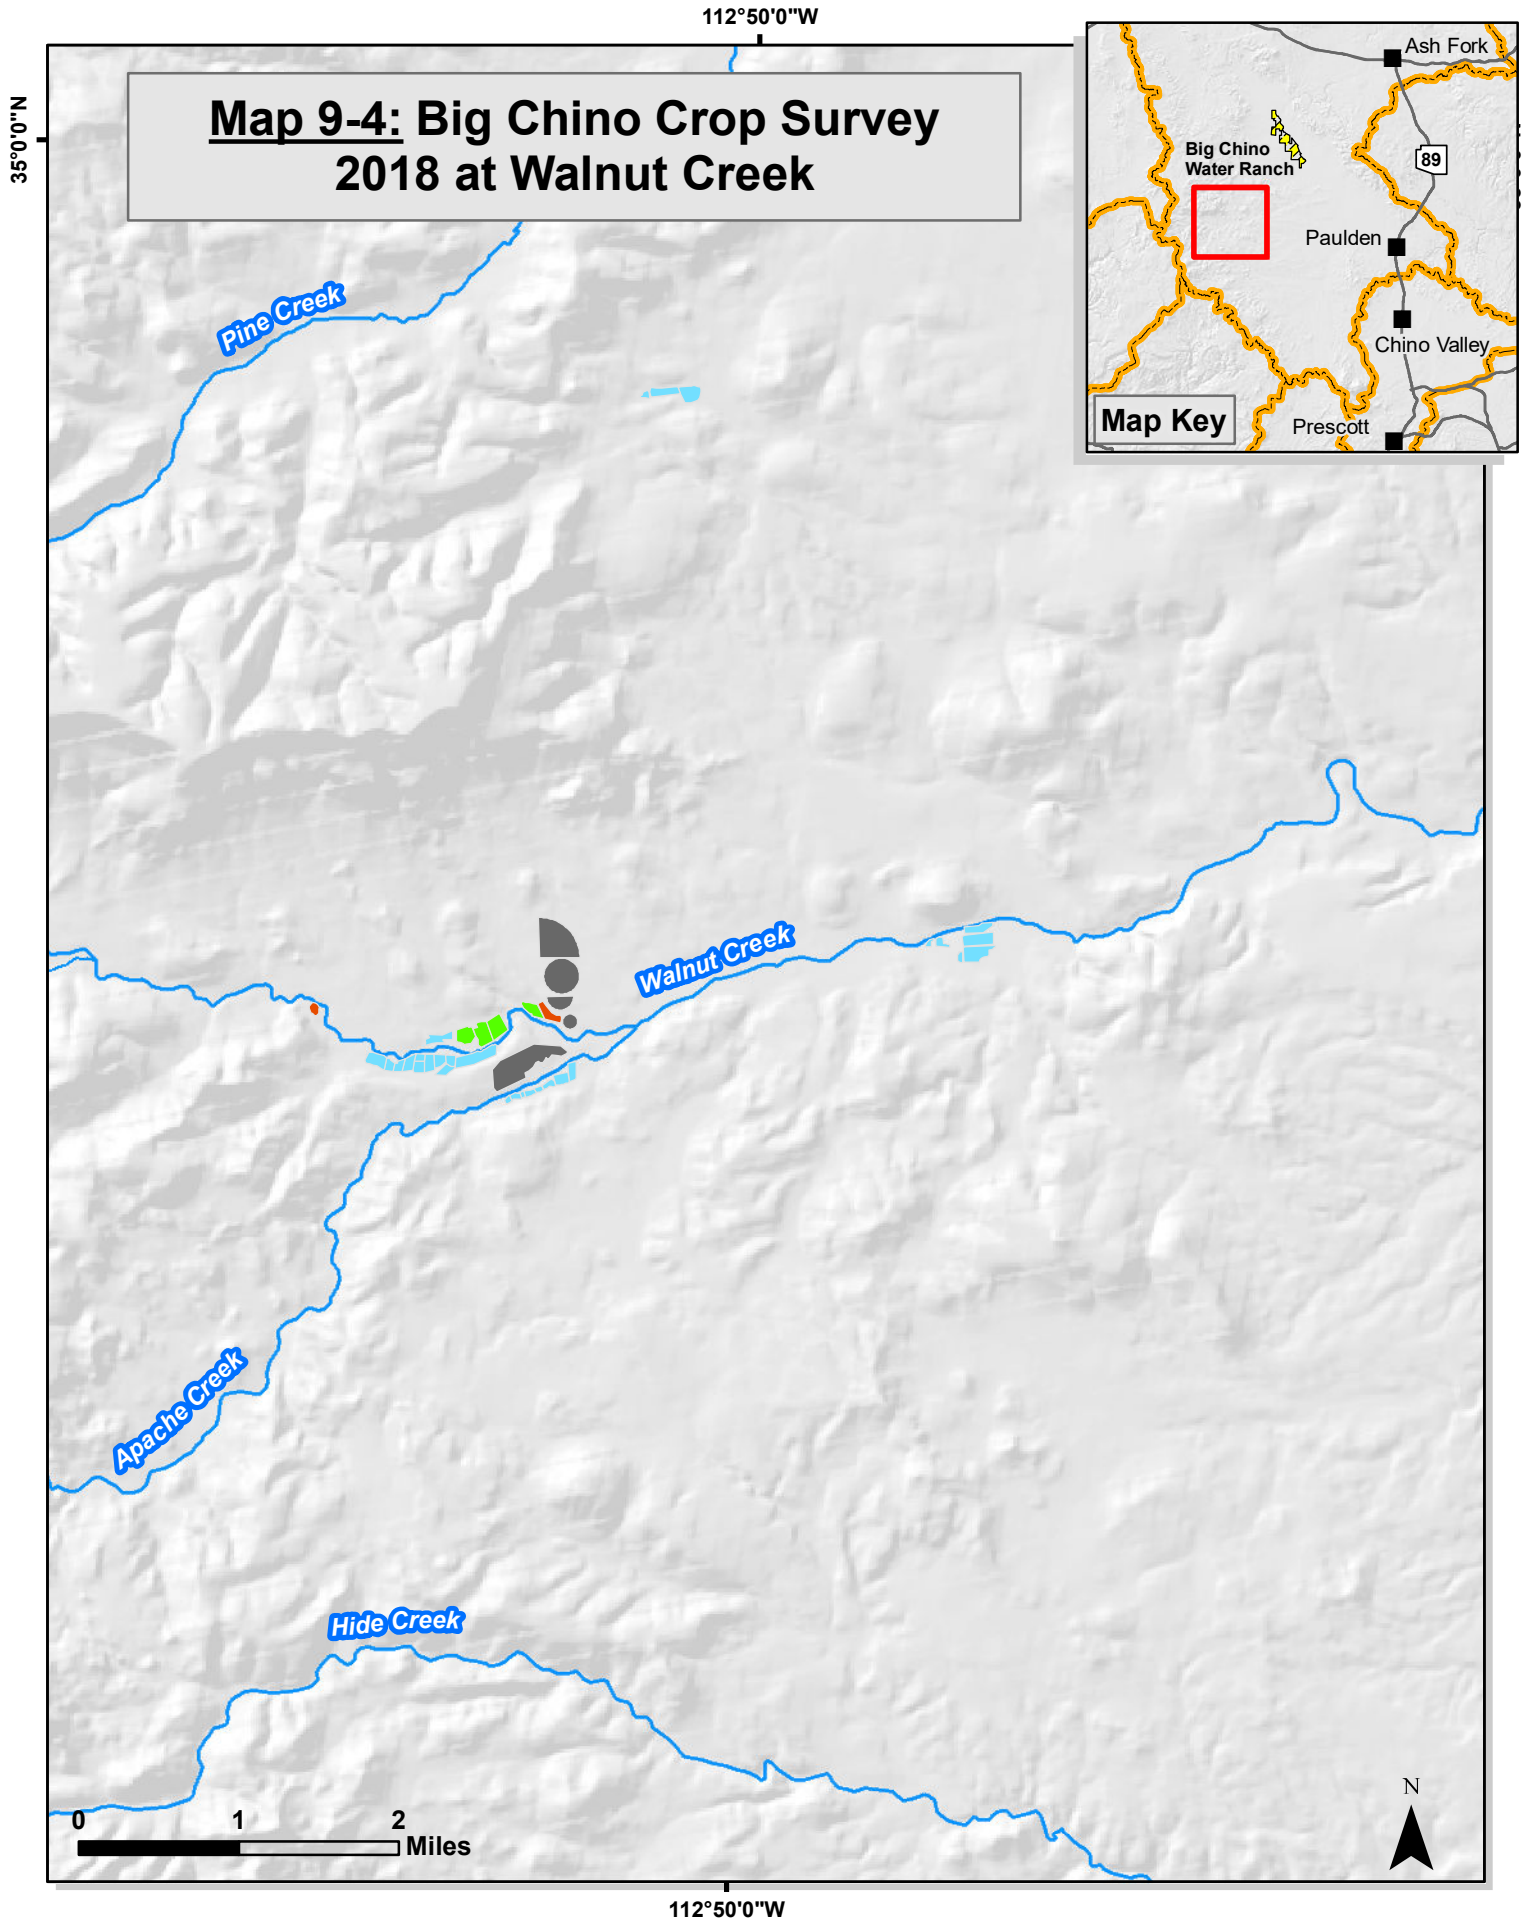 112°50'0"W
35°0'0"N
Map 9-4: Big Chino Crop Survey
2018 at Walnut Creek
Ash Fork
89
Big Chino
Water Ranch
Paulden
Chino Valley
Prescott
Map Key
Pine Creek
Walnut Creek
Apache Creek
Hide Creek
0 1 2
Miles
N
112°50'0"W